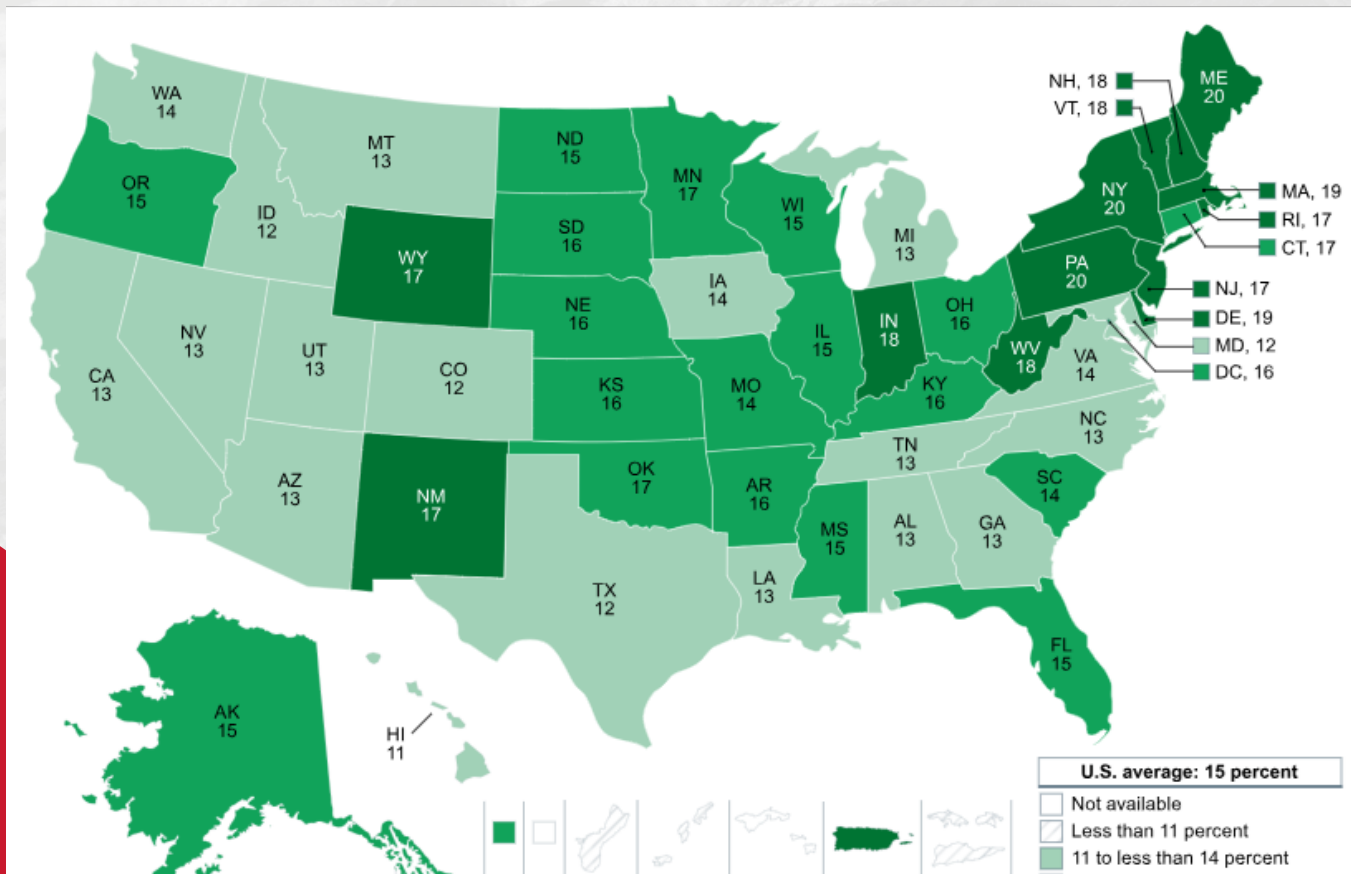 NH, 18
VT, 18
ME
20
WA
14
MT
13
ND
15
MN
17
OR
15
ID
12
WI
15
NY
20
MA, 19
RI, 17
CT, 17
SD
16
MI
13
WY
17
PA
20
IA
14
NJ, 17
DE, 19
MD, 12
DC, 16
NE
16
OH
16
IN
18
IL
15
NV
13
UT
13
WV
18
VA
14
CO
12
CA
13
KS
16
MO
14
KY
16
NC
13
TN
13
AZ
13
OK
17
AR
16
SC
14
NM
17
MS
15
AL
13
GA
13
LA
13
TX
12
FL
15
AK
15
HI
11
U.S. average: 15 percent
Not available
Less than 11 percent
11 to less than 14 percent